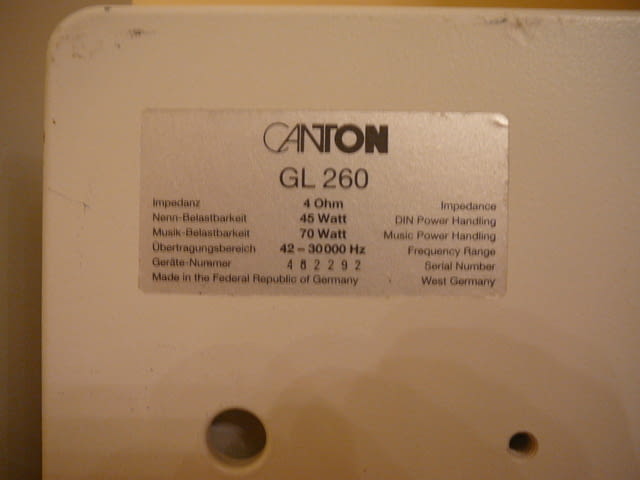 CANTON
GL 260
Impedanz 4 Ohm Impedance
Nenn-Belastbarkeit 45 Watt DIN Power Handling
Musik-Belastbarkeit 70 Watt Music Power Handling
Übertragungsbereich 42 – 30000 Hz Frequency Range
Geräte-Nummer 482292 Serial Number
Made in the Federal Republic of Germany West Germany